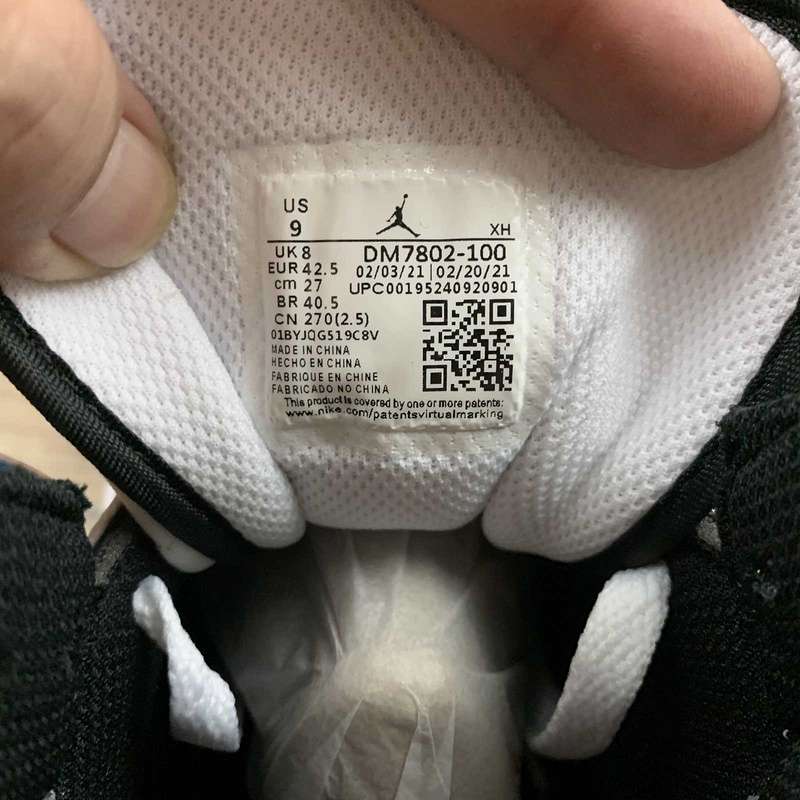 US
9
XH
UK 8
DM7802-100
EUR 42.5
02/03/21 | 02/20/21
cm 27
UPC00195240920901
BR 40.5
CN 270(2.5)
01BYJQG519C8V
MADE IN CHINA
HECHO EN CHINA
FABRIQUE EN CHINE
FABRICADO NO CHINA
This product is covered by one or more patents:
www.nike.com/patentsvirtualmarking